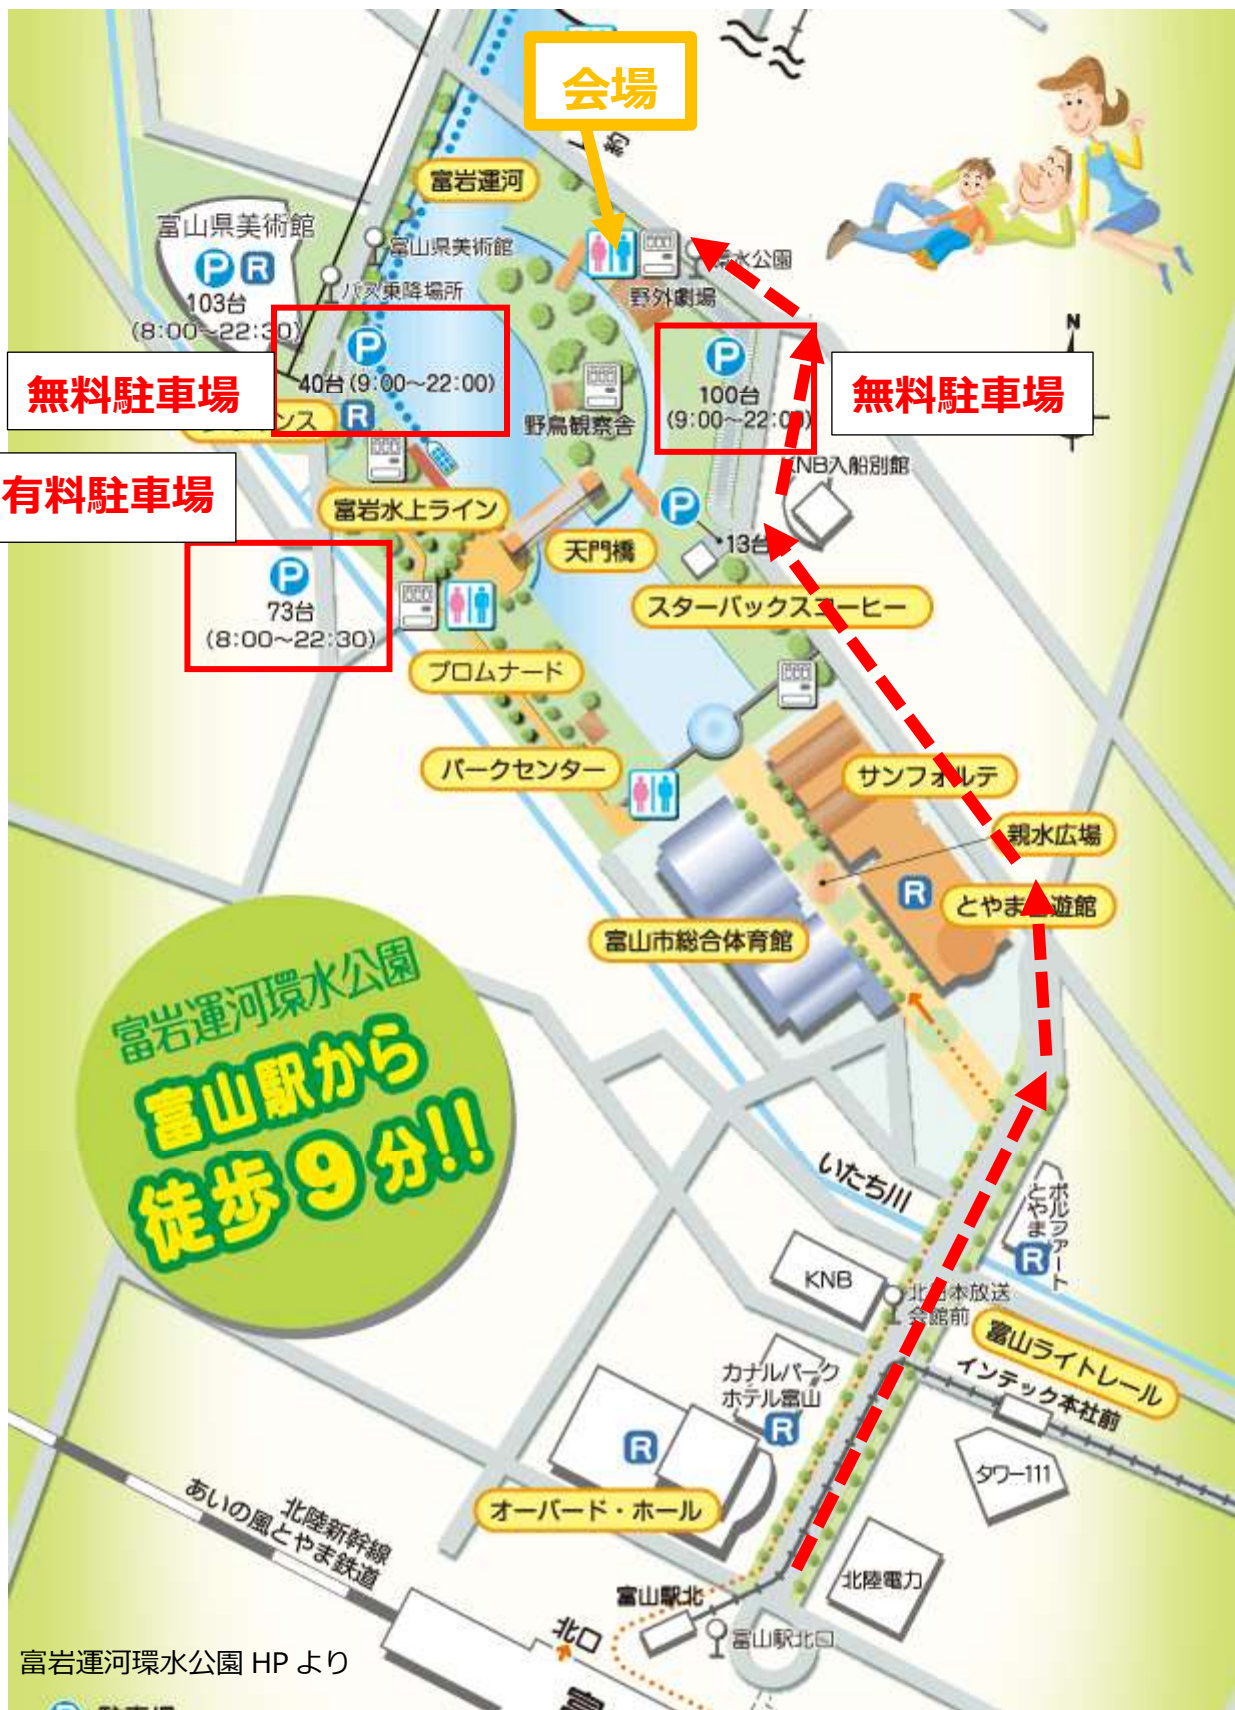 会場
富岩運河
富山県美術館
P R
103台
(8:00~22:30)
富山県美術館
バス乗降場所
環水公園
野外劇場
N
P
40台(9:00~22:00)
P
100台
(9:00~22:00)
無料駐車場
無料駐車場
R
野鳥観察舎
KNB入船別館
有料駐車場
富岩水上ライン
P
13台
天門橋
P
73台
(8:00~22:30)
スターバックスコーヒー
プロムナード
パークセンター
サンフォルテ
親水広場
R
富山市総合体育館
富岩運河環水公園
富山駅から
徒歩9分!!
いたち川
ボルファート
とやま
R
KNB
北日本放送
会館前
富山ライトレール
インテック本社前
カナルパーク
ホテル富山
R
R
タワー111
オーバード・ホール
北陸新幹線
あいの風とやま鉄道
北陸電力
富山駅北
北口
富山駅北口
富岩運河環水公園 HP より